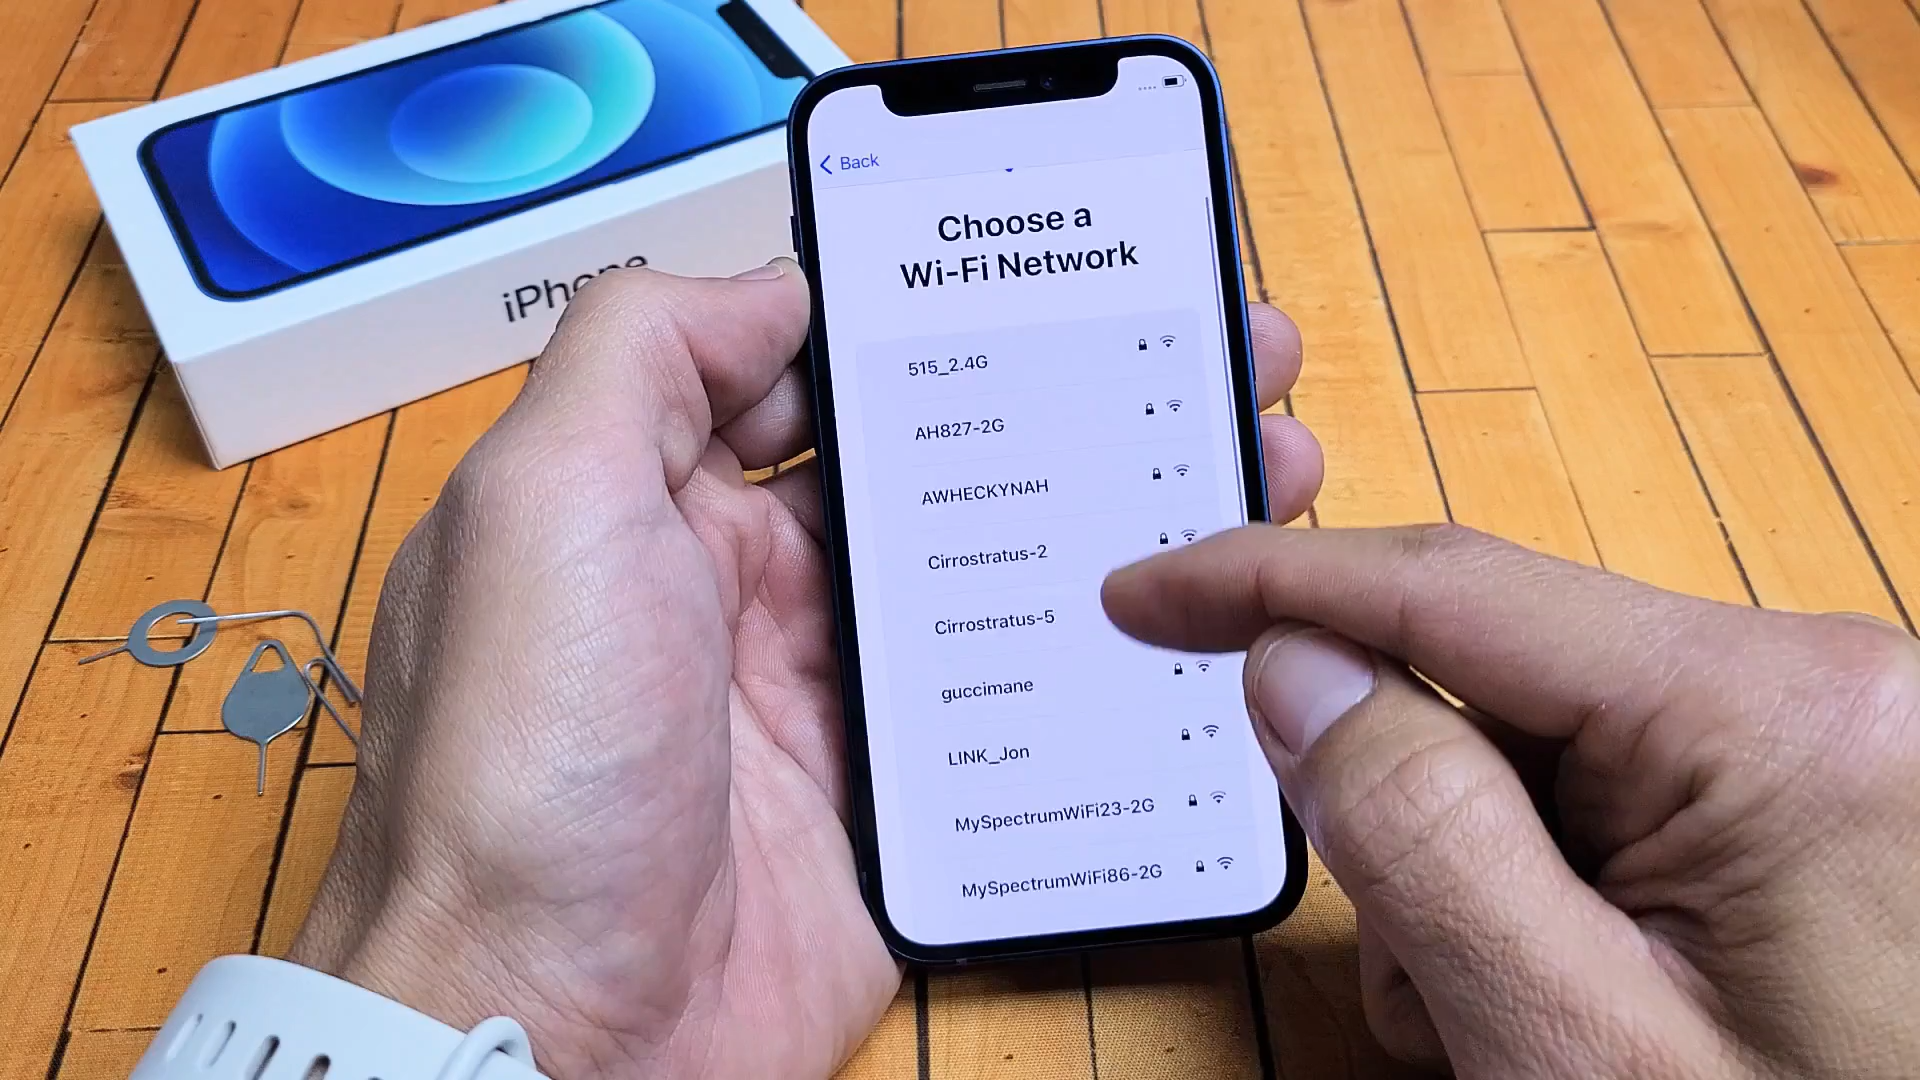 iPhone
Back
Choose a
Wi-Fi Network
515_2.4G
AH827-2G
AWHECKYNAH
Cirrostratus-2
Cirrostratus-5
guccimane
LINK_Jon
MySpectrumWiFi23-2G
MySpectrumWiFi86-2G